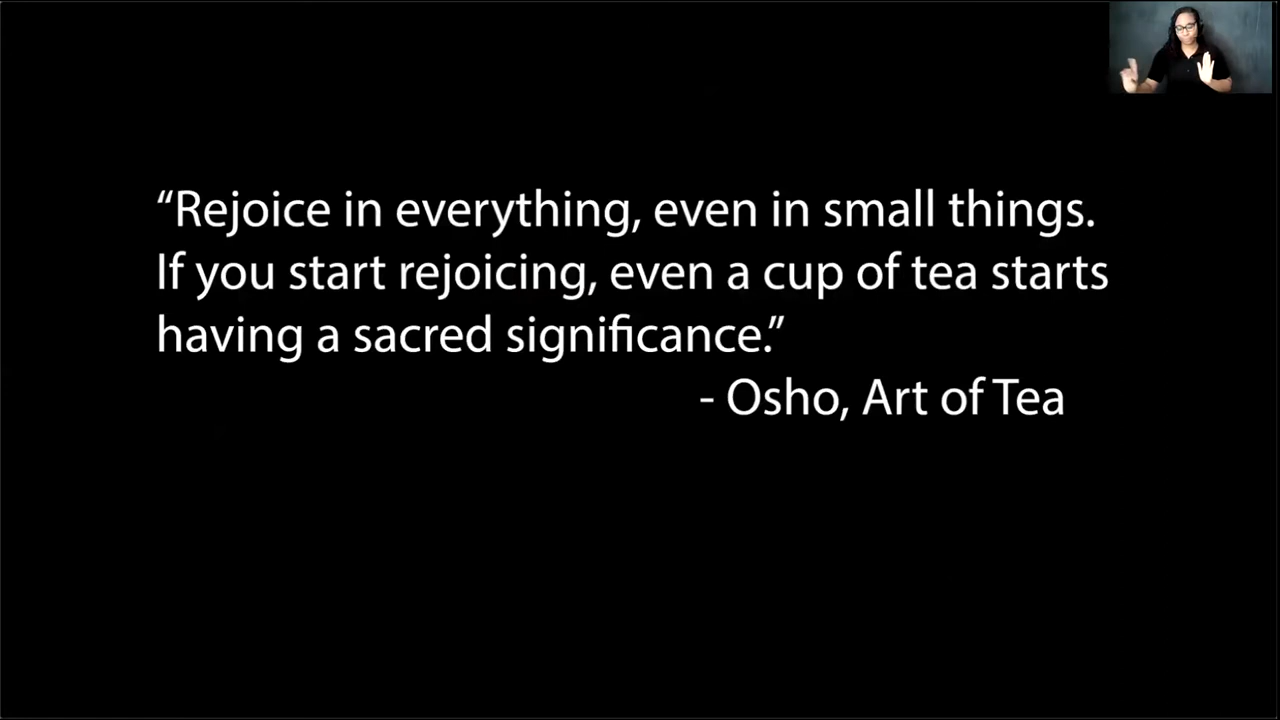 “Rejoice in everything, even in small things.
If you start rejoicing, even a cup of tea starts
having a sacred significance.”
- Osho, Art of Tea